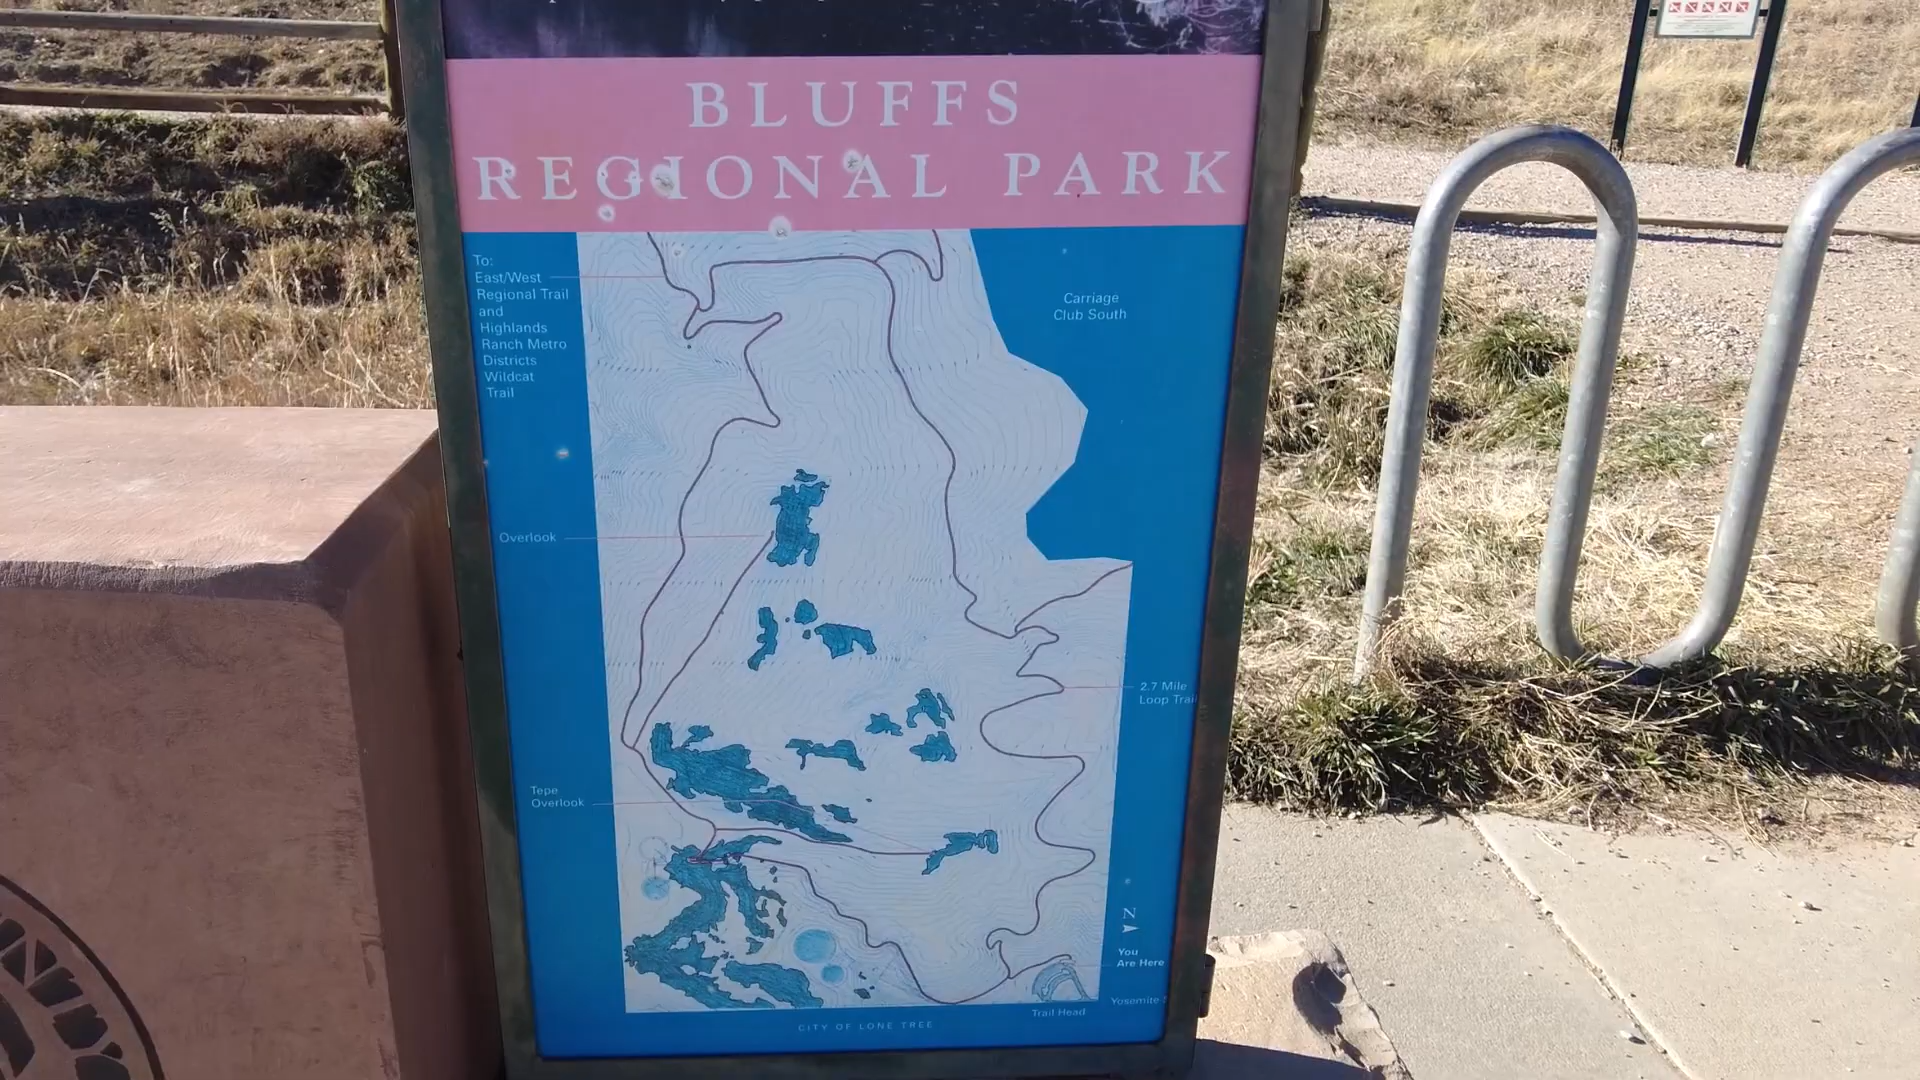 BLUFFS
REGIONAL PARK
To:
East/West
Regional Trail
and
Highlands
Ranch Metro
Districts
Wildcat
Trail
Carriage
Club South
Overlook
2.7 Mile
Loop Trail
Tepe
Overlook
N
You
Are Here
Yosemite
Trail Head
CITY OF LONE TREE